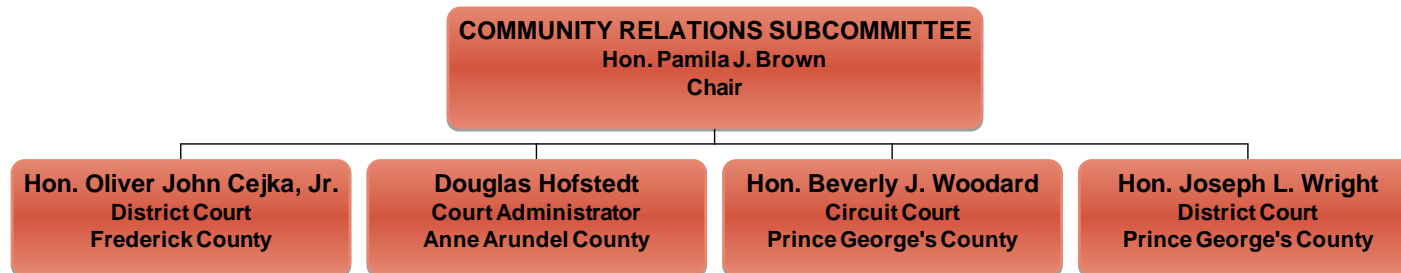 COMMUNITY RELATIONS SUBCOMMITTEE
Hon. Pamila J. Brown
Chair
Hon. Oliver John Cejka, Jr.
District Court
Frederick County
Douglas Hofstedt
Court Administrator
Anne Arundel County
Hon. Beverly J. Woodard
Circuit Court
Prince George's County
Hon. Joseph L. Wright
District Court
Prince George's County